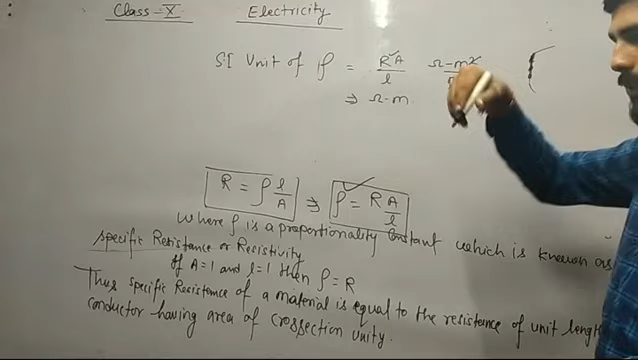 Class-X Electricity
SI Unit of ρ = RA/l Ω-m²
⇒ Ω-m
R = ρ l/A ⇒ ρ = R A/l
Where ρ is a proportionality constant which is known as
specific Resistance or Resistivity
If A=1 and l=1 then ρ=R
Thus specific Resistance of a material is equal to the resistance of unit length
conductor having area of crossection unity.